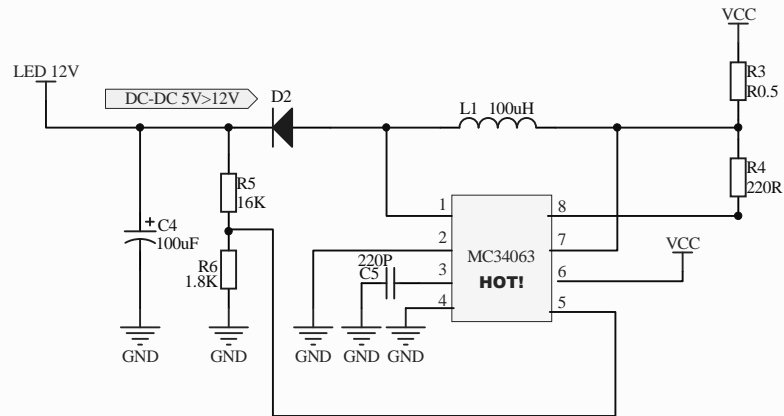 VCC
LED 12V
DC-DC 5V>12V
D2
L1 100uH
R3
R0.5
R4
220R
R5
16K
C4
100uF
+
R6
1.8K
220P
C5
1
2
3
4
MC34063
HOT!
8
7
6
5
VCC
GND
GND
GND
GND
GND